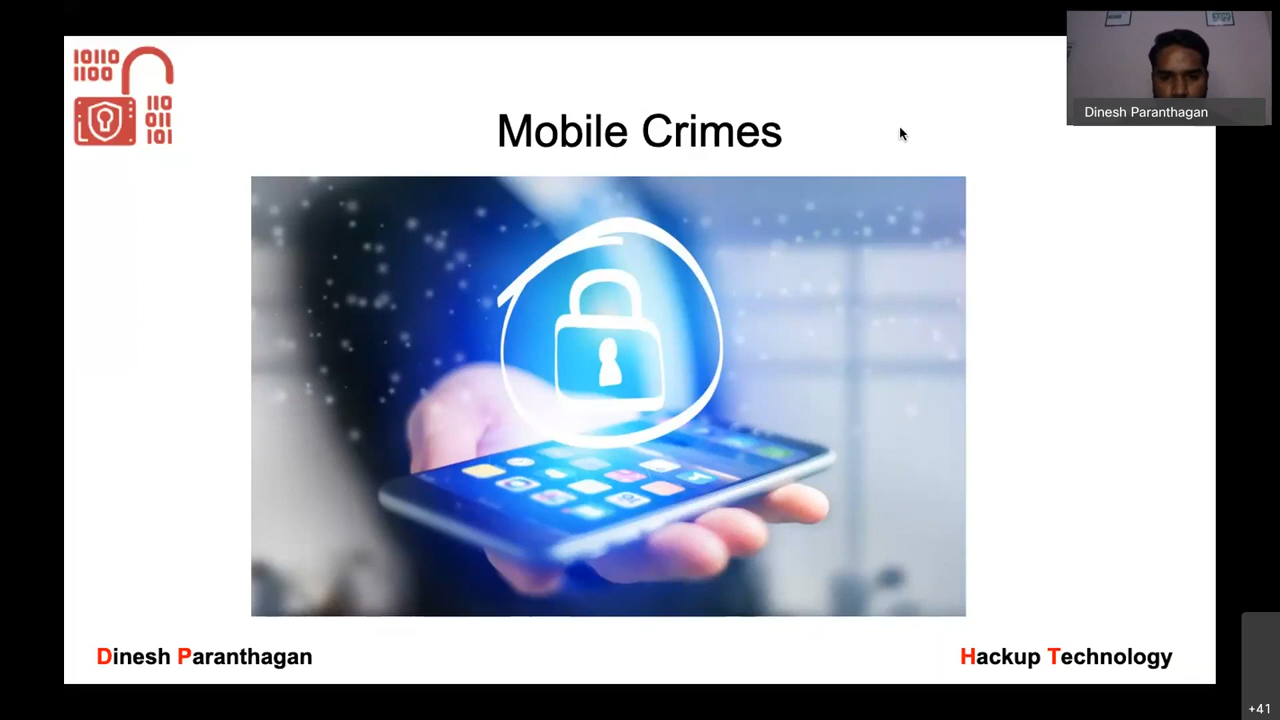 10110
1100
110
011
101
Dinesh Paranthagan
Mobile Crimes
Dinesh Paranthagan
Hackup Technology
+41